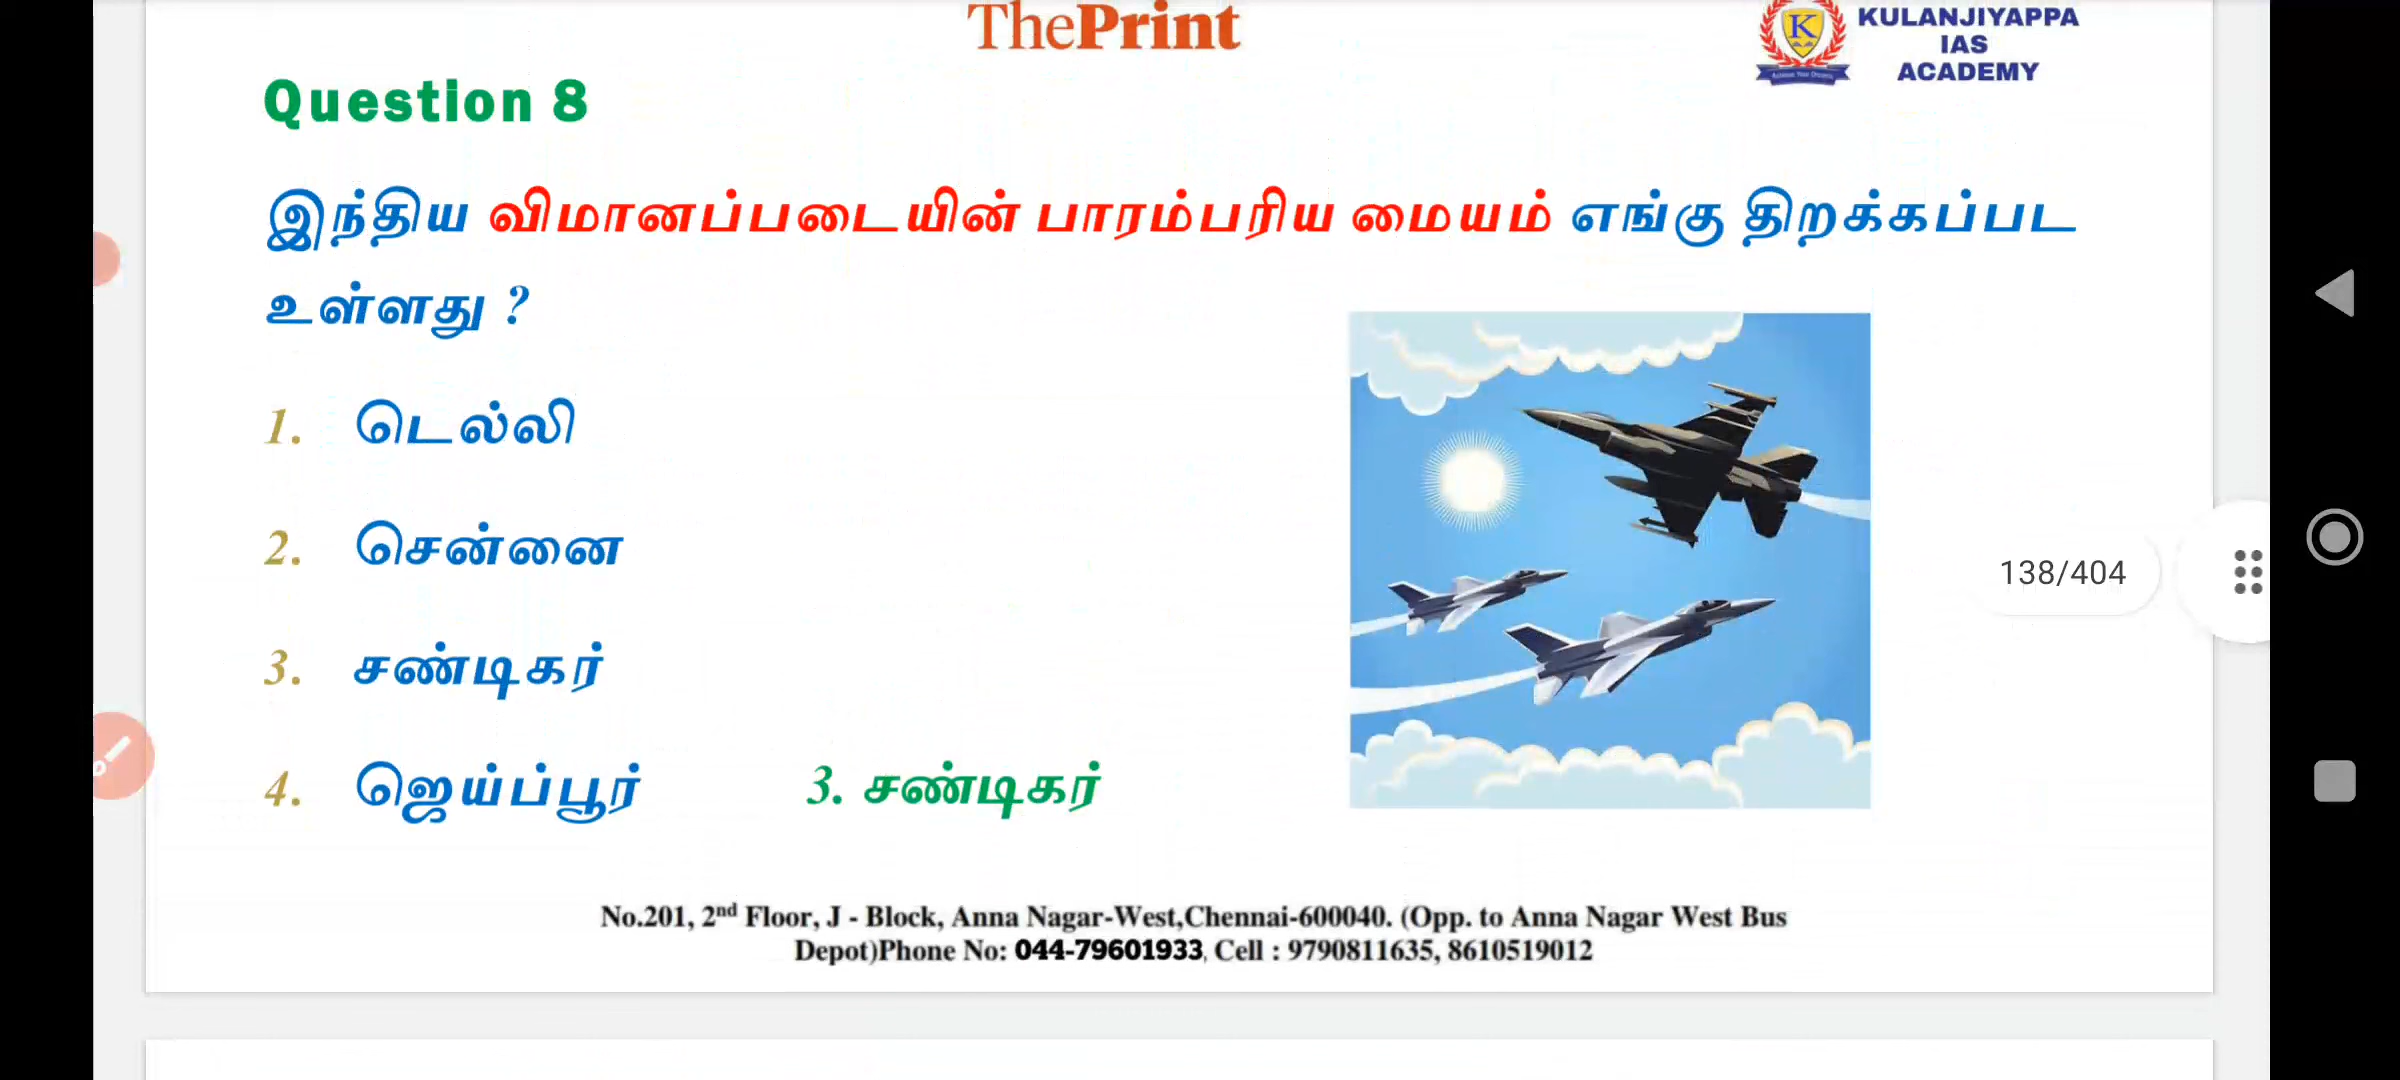 ThePrint
KULANJIYAPPA
IAS
ACADEMY
Question 8
இந்திய விமானப்படையின் பாரம்பரிய மையம் எங்கு திறக்கப்பட
உள்ளது ?
1. டெல்லி
2. சென்னை
3. சண்டிகர்
4. ஜெய்ப்பூர்
3. சண்டிகர்
138/404
No.201, 2nd Floor, J - Block, Anna Nagar-West,Chennai-600040. (Opp. to Anna Nagar West Bus
Depot)Phone No: 044-79601933, Cell : 9790811635, 8610519012